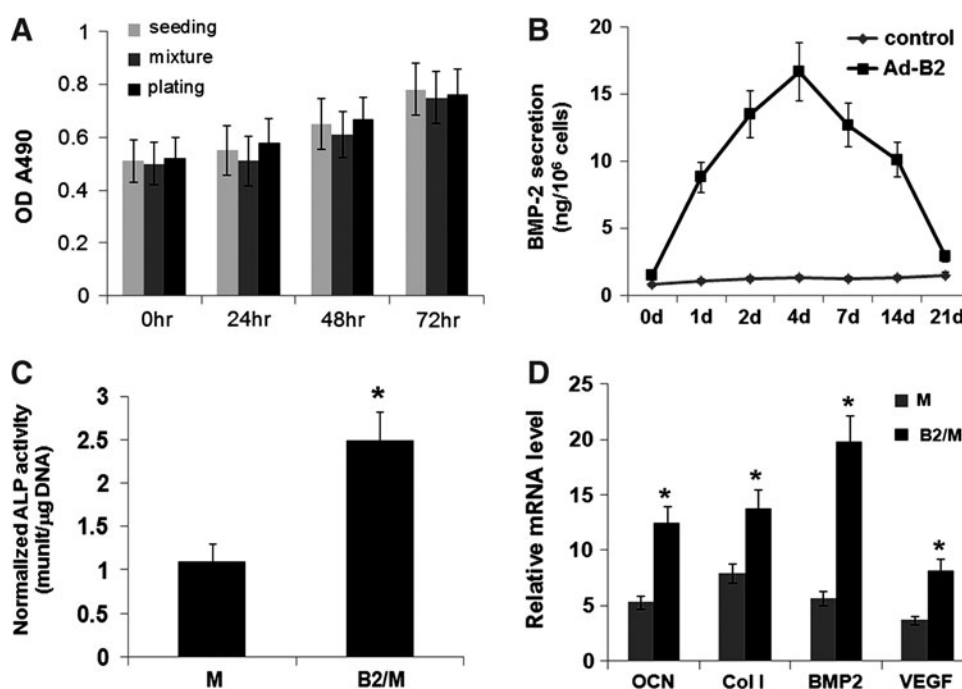 A
seeding
mixture
plating
OD A490
1
0.8
0.6
0.4
0.2
0
0hr 24hr 48hr 72hr
B
control
Ad-B2
BMP-2 secretion
(ng/10⁶ cells)
20
15
10
5
0
0d 1d 2d 4d 7d 14d 21d
C
Normalized ALP activity
(munit/μg DNA)
3
2.5
2
1.5
1
0.5
0
*
M B2/M
D
M
B2/M
Relative mRNA level
25
20
15
10
5
0
* * * *
OCN Col I BMP2 VEGF